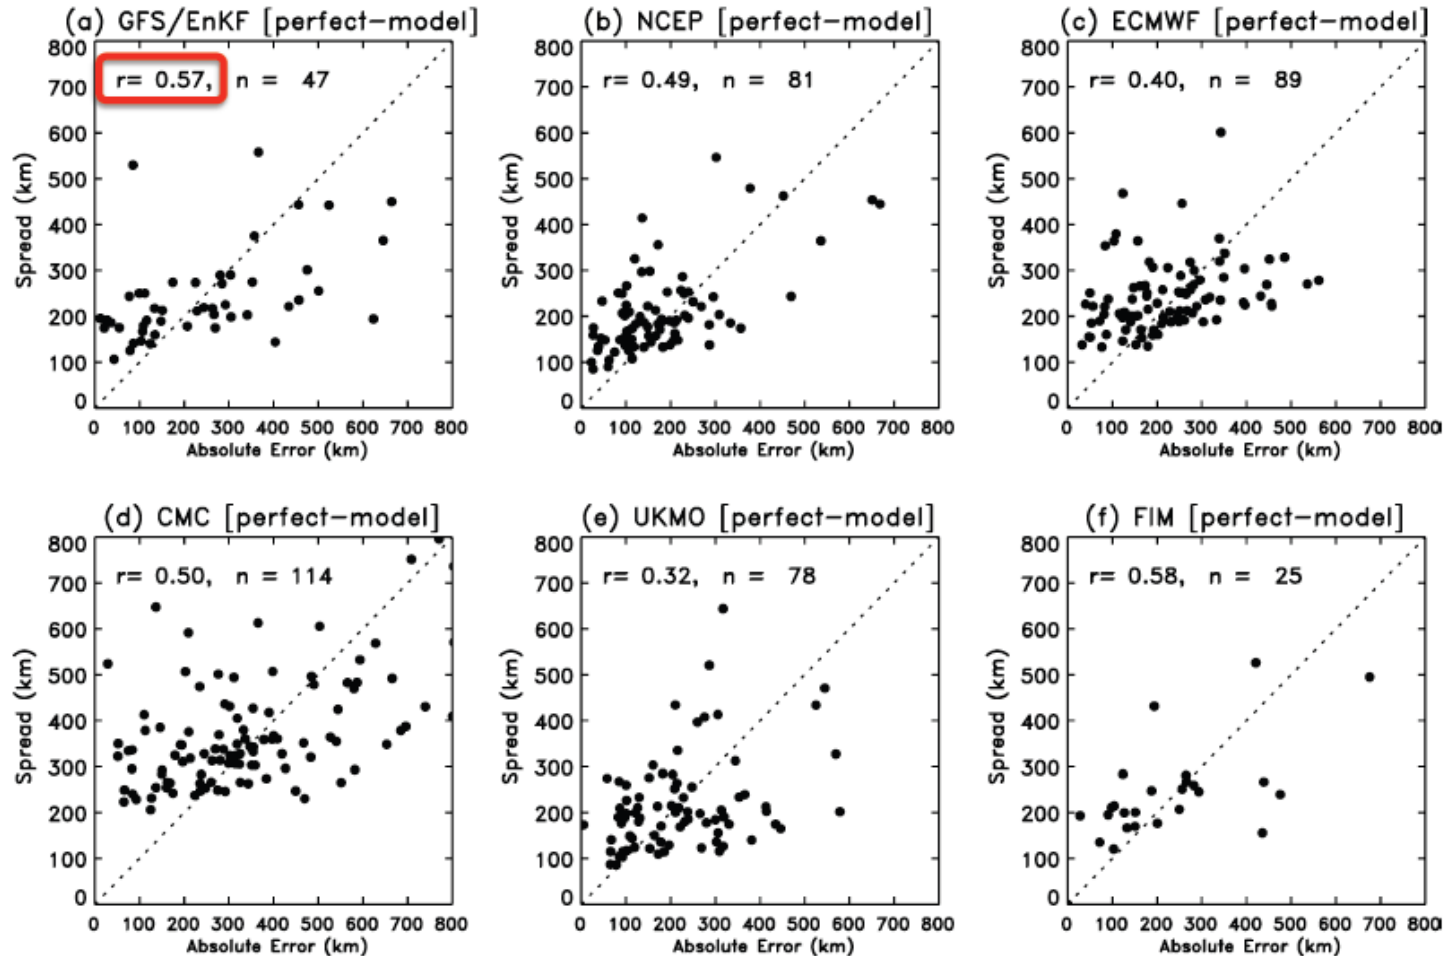 (a) GFS/EnKF [perfect-model]
r= 0.57, n = 47
800
700
600
500
400
300
200
100
0
Spread (km)
0 100 200 300 400 500 600 700 800
Absolute Error (km)
(b) NCEP [perfect-model]
r= 0.49, n = 81
800
700
600
500
400
300
200
100
0
Spread (km)
0 100 200 300 400 500 600 700 800
Absolute Error (km)
(c) ECMWF [perfect-model]
r= 0.40, n = 89
800
700
600
500
400
300
200
100
0
Spread (km)
0 100 200 300 400 500 600 700 800
Absolute Error (km)
(d) CMC [perfect-model]
r= 0.50, n = 114
800
700
600
500
400
300
200
100
0
Spread (km)
0 100 200 300 400 500 600 700 800
Absolute Error (km)
(e) UKMO [perfect-model]
r= 0.32, n = 78
800
700
600
500
400
300
200
100
0
Spread (km)
0 100 200 300 400 500 600 700 800
Absolute Error (km)
(f) FIM [perfect-model]
r= 0.58, n = 25
800
700
600
500
400
300
200
100
0
Spread (km)
0 100 200 300 400 500 600 700 800
Absolute Error (km)